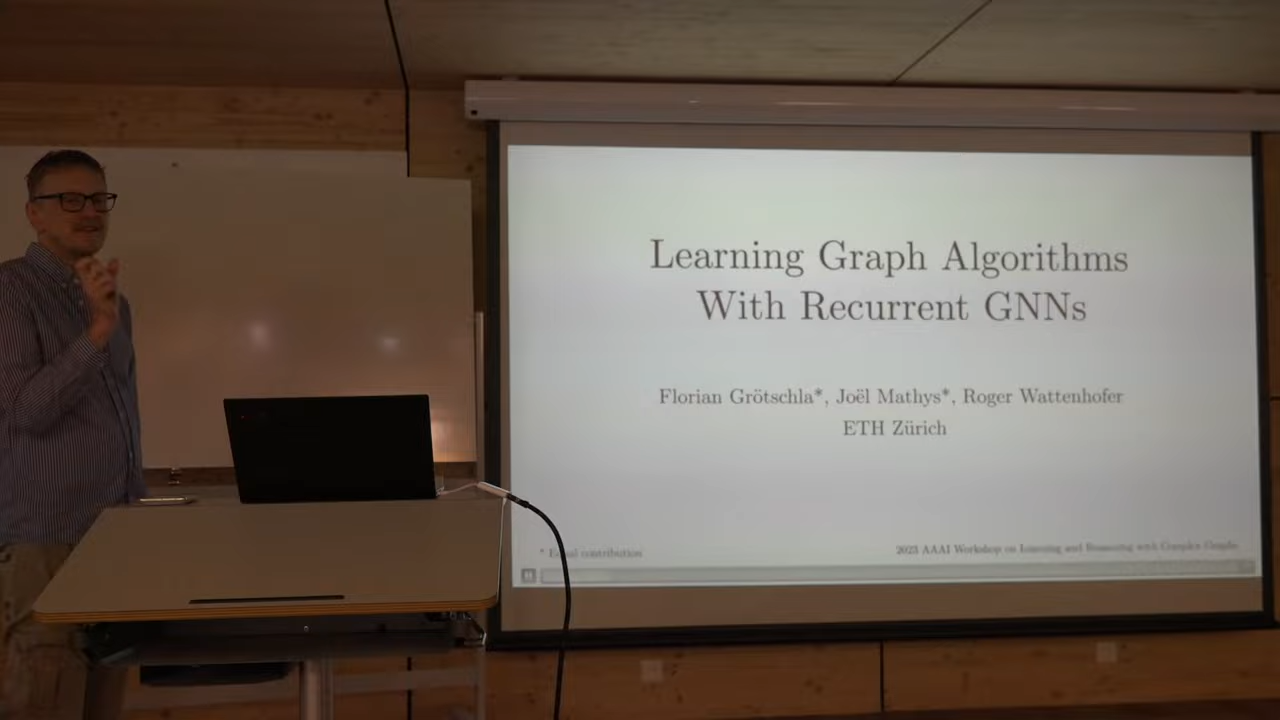 Learning Graph Algorithms
With Recurrent GNNs
Florian Grötschla*, Joël Mathys*, Roger Wattenhofer
ETH Zürich
* Equal contribution
2023 AAAI Workshop on Learning and Reasoning with Complex Graphs